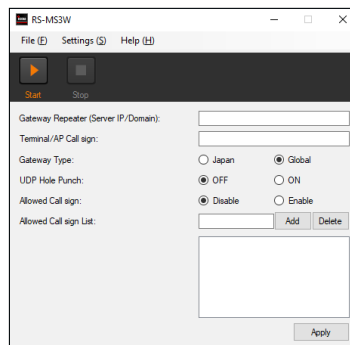 RS-MS3W
File (F) Settings (S) Help (H)
Start Stop
Gateway Repeater (Server IP/Domain):
Terminal/AP Call sign:
Gateway Type: Japan Global
UDP Hole Punch: OFF ON
Allowed Call sign: Disable Enable
Allowed Call sign List: Add Delete
Apply